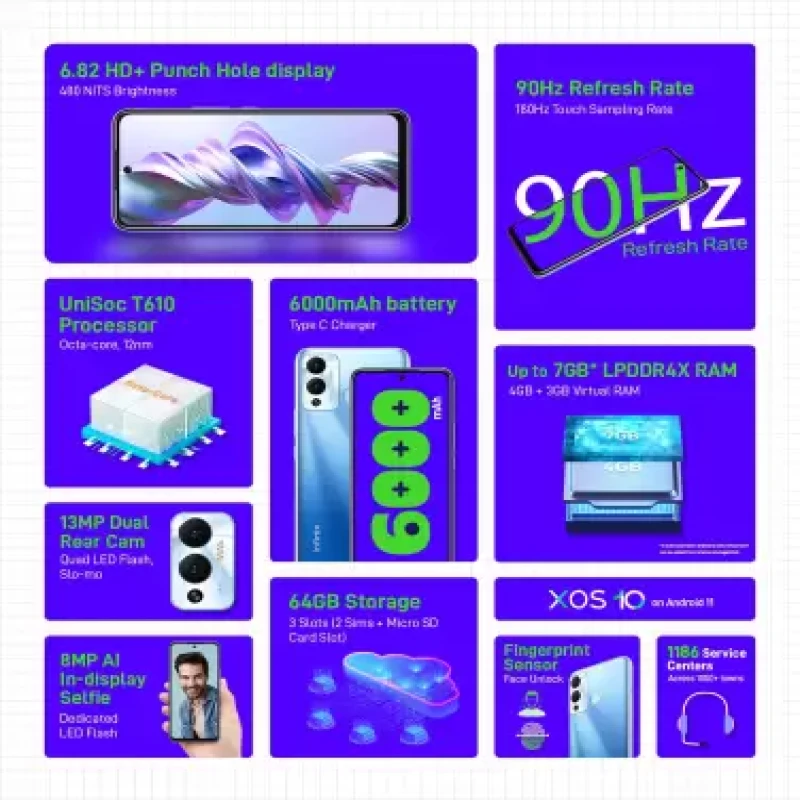 6.82 HD+ Punch Hole display
480 NITS Brightness
90Hz Refresh Rate
180Hz Touch Sampling Rate
90Hz
Refresh Rate
UniSoc T610
Processor
Octa-core, 12nm
6000mAh battery
Type C Charger
6000
mAh
Infinix
Up to 7GB* LPDDR4X RAM
4GB + 3GB Virtual RAM
7GB
4GB
13MP Dual
Rear Cam
Quad LED Flash,
Slo-mo
64GB Storage
3 Slots (2 Sims + Micro SD
Card Slot)
XOS 10 on Android 11
8MP AI
In-display
Selfie
Dedicated
LED Flash
Fingerprint
Sensor
Face Unlock
1186 Service
Centers
Across 1000+ towns